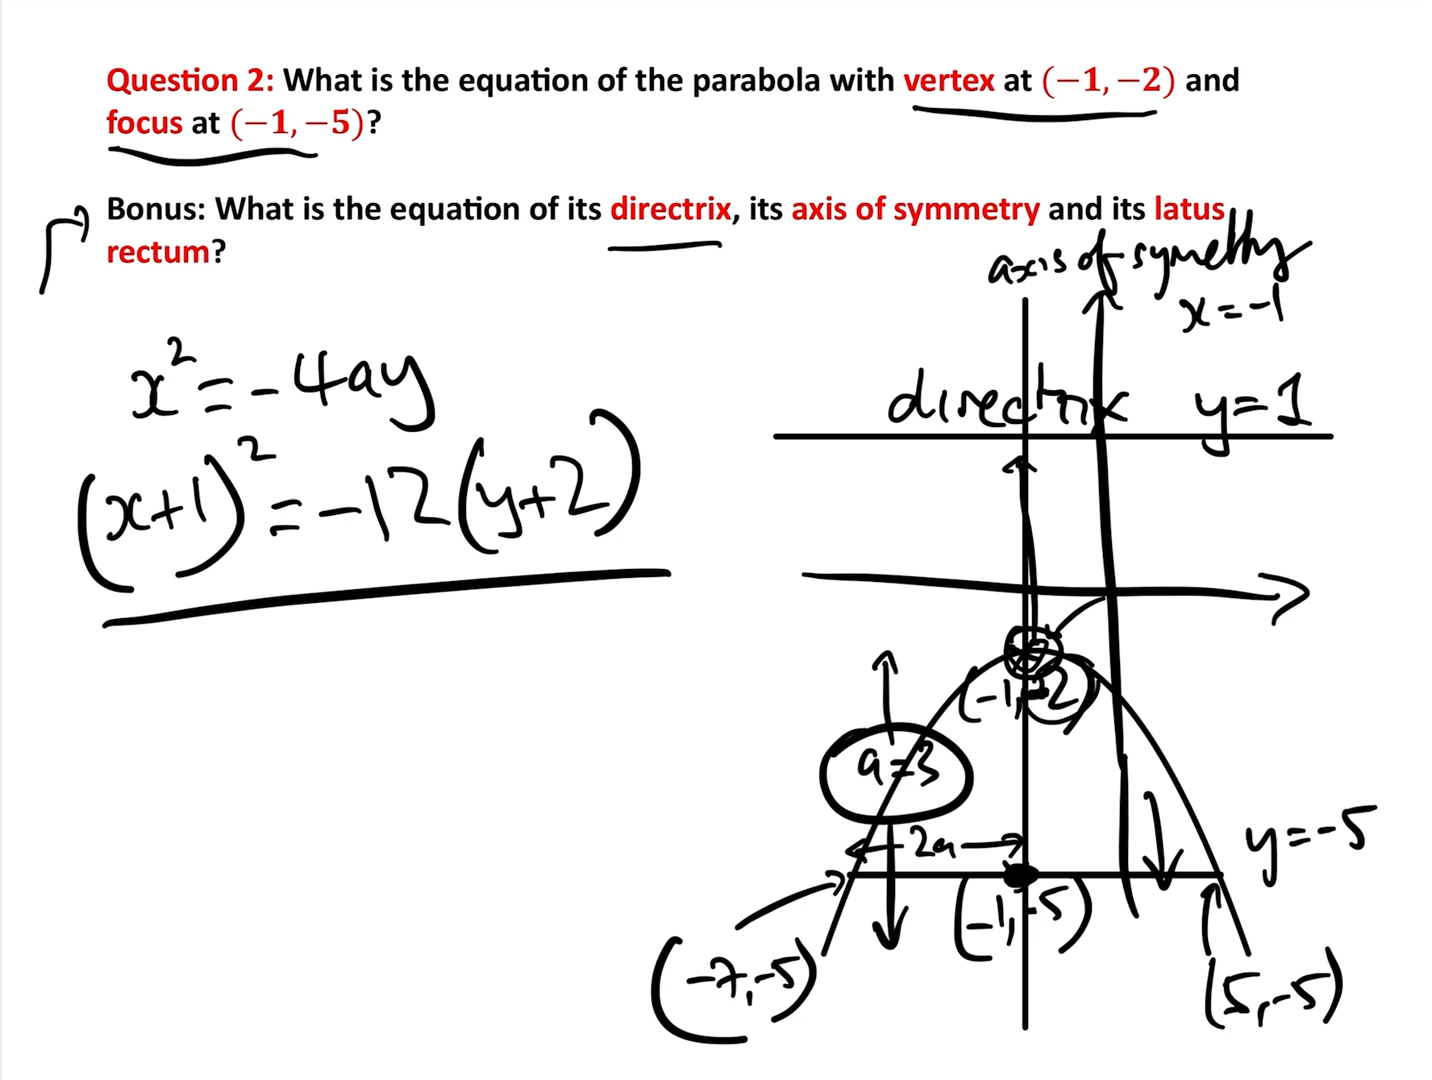 Question 2: What is the equation of the parabola with vertex at (−1, −2) and
focus at (−1, −5)?
Bonus: What is the equation of its directrix, its axis of symmetry and its latus
rectum?
axis of symethy
x = -1
x² = -4ay
directrix y = 1
(x+1)² = -12(y+2)
(-1,-2)
a=3
2a
y = -5
(-1,-5)
(-7,-5)
(5,-5)